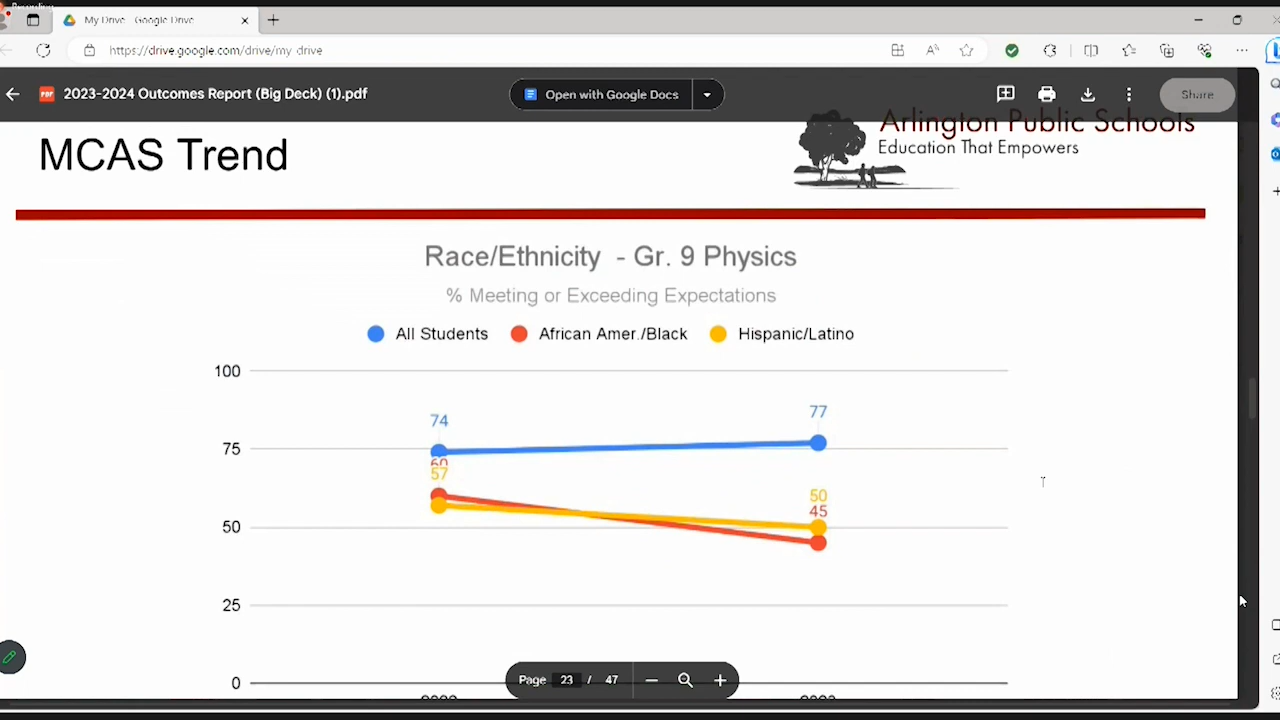 My Drive - Google Drive
https://drive.google.com/drive/my-drive
2023-2024 Outcomes Report (Big Deck) (1).pdf
Open with Google Docs
Share
MCAS Trend
Arlington Public Schools
Education That Empowers
Race/Ethnicity - Gr. 9 Physics
% Meeting or Exceeding Expectations
All Students
African Amer./Black
Hispanic/Latino
100
74
77
75
60
57
50
45
50
25
0
Page 23 / 47